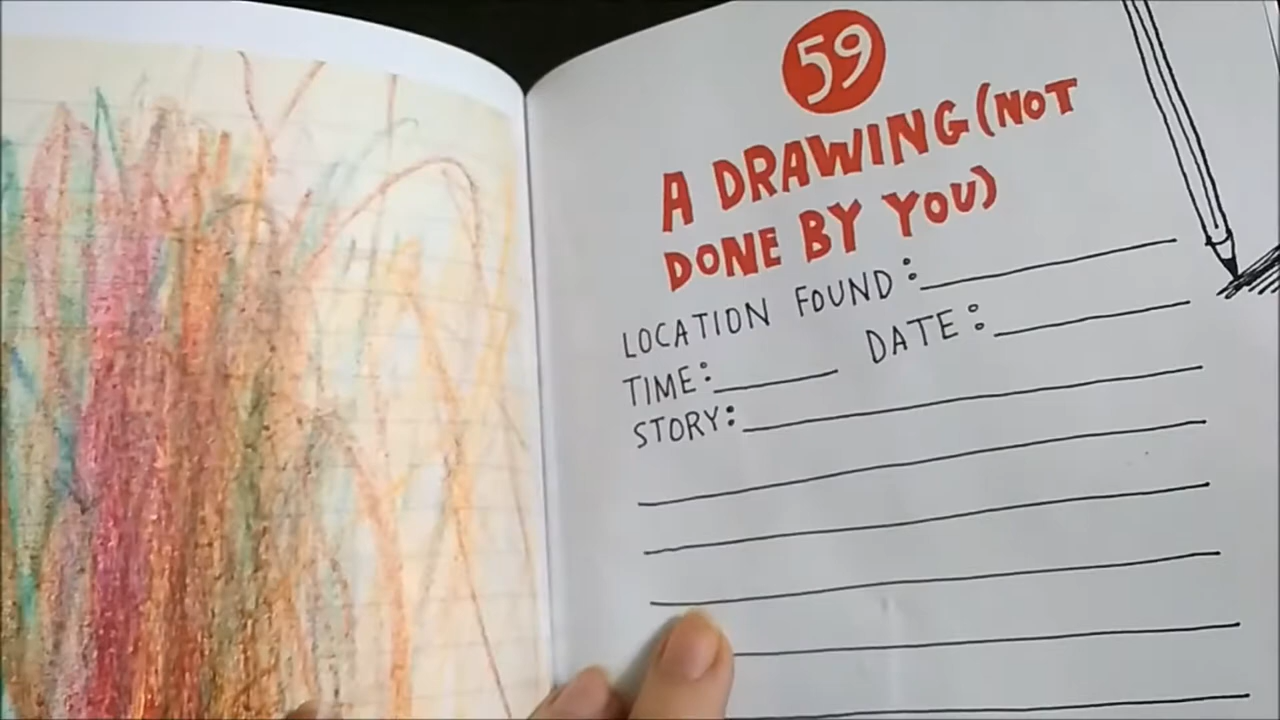 59
A DRAWING (NOT
DONE BY YOU)
LOCATION FOUND:
TIME: DATE:
STORY: